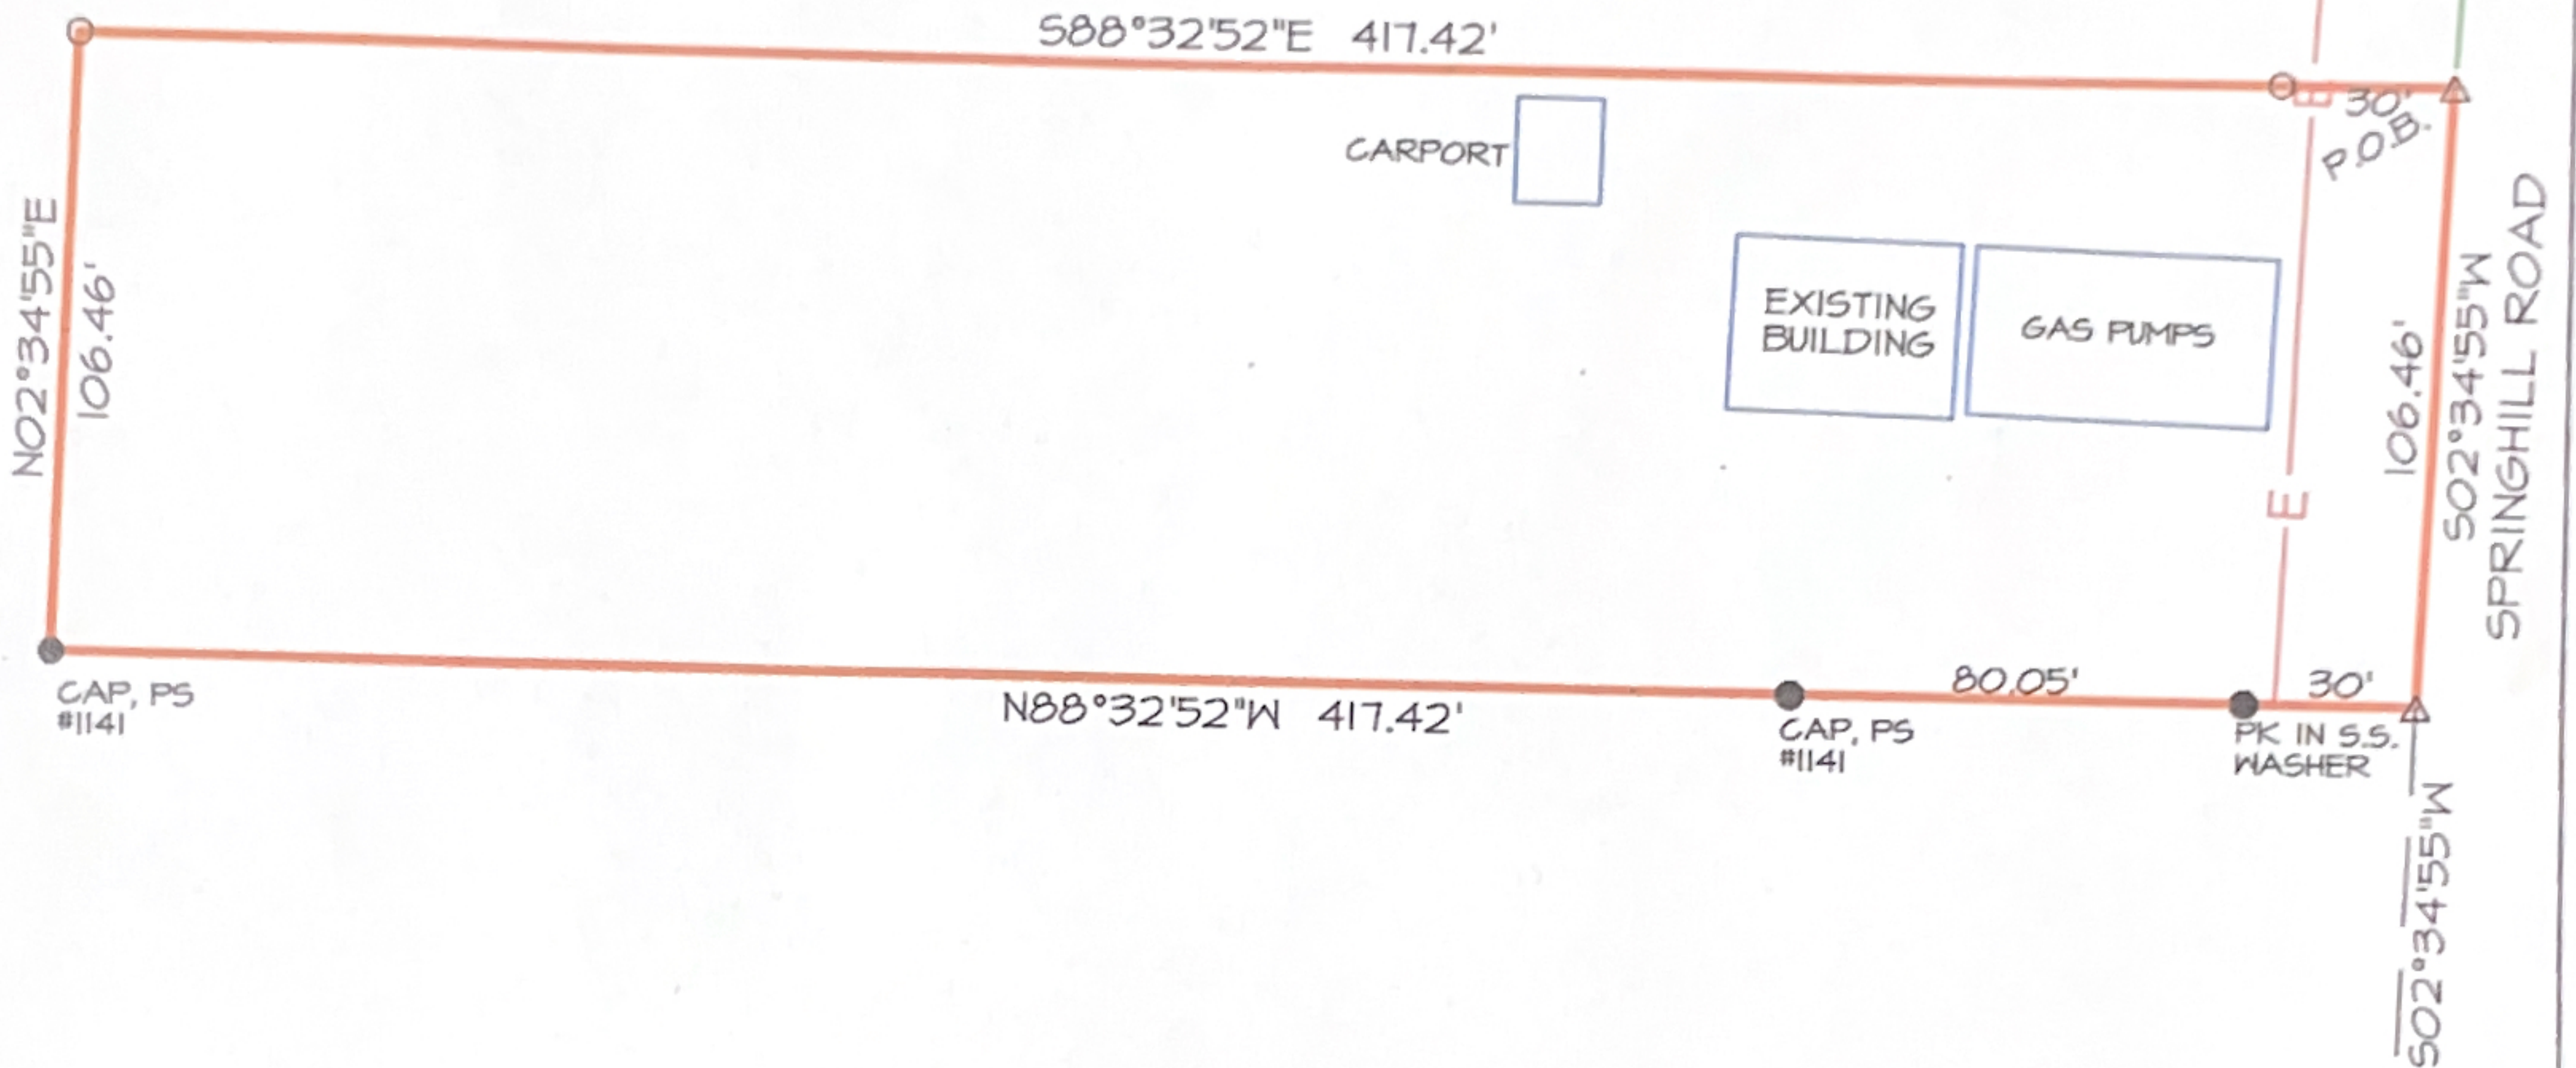 S88°32'52"E 417.42'
E
30'
P.O.B.
CARPORT
N02°34'55"E
106.46'
EXISTING
BUILDING
GAS PUMPS
E
106.46'
S02°34'55"W
SPRINGHILL ROAD
80.05'
30'
CAP, PS
#1141
N88°32'52"W 417.42'
CAP, PS
#1141
PK IN S.S.
WASHER
S02°34'55"W